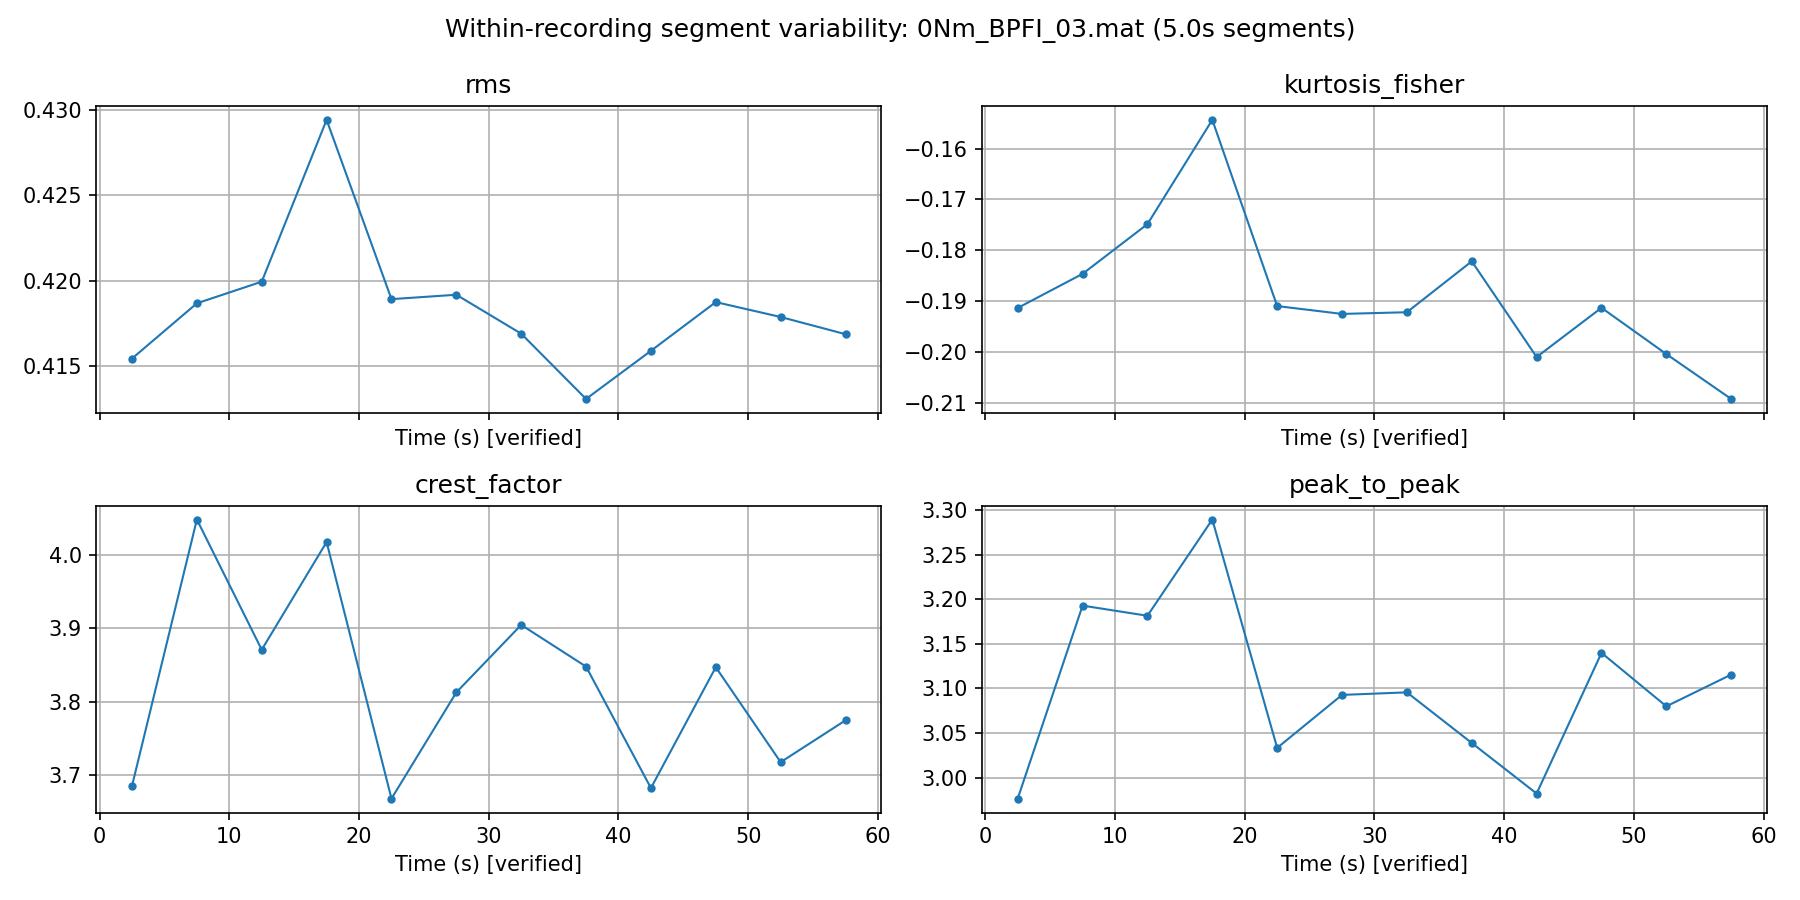 Within-recording segment variability: 0Nm_BPFI_03.mat (5.0s segments)
rms
0.430
0.425
0.420
0.415
Time (s) [verified]
kurtosis_fisher
−0.16
−0.17
−0.18
−0.19
−0.20
−0.21
Time (s) [verified]
crest_factor
4.0
3.9
3.8
3.7
0 10 20 30 40 50 60
Time (s) [verified]
peak_to_peak
3.30
3.25
3.20
3.15
3.10
3.05
3.00
0 10 20 30 40 50 60
Time (s) [verified]